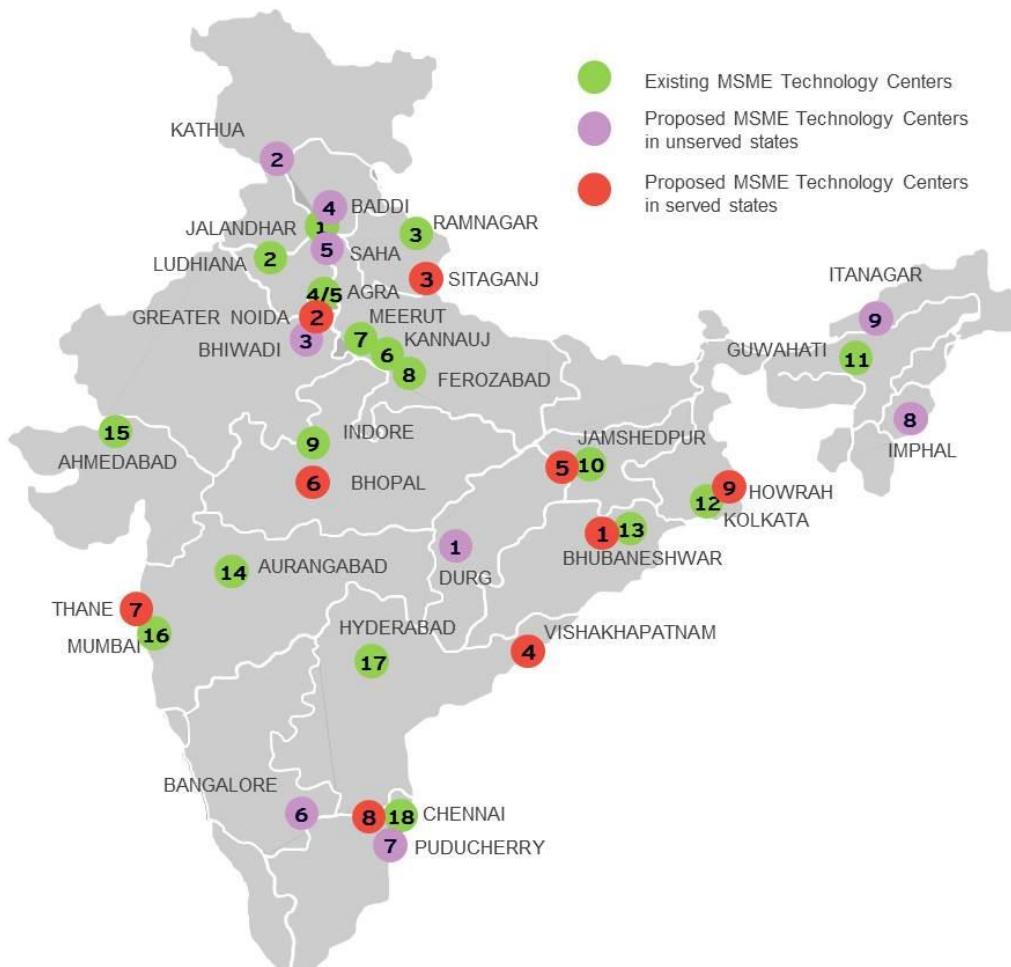 Existing MSME Technology Centers
Proposed MSME Technology Centers
in unserved states
Proposed MSME Technology Centers
in served states
KATHUA
2
4
BADDI
JALANDHAR
1
3
RAMNAGAR
5
SAHA
LUDHIANA
2
3
SITAGANJ
4/5
AGRA
ITANAGAR
9
GREATER NOIDA
2
MEERUT
BHIWADI
3
7
KANNAUJ
6
GUWAHATI
11
8
FEROZABAD
15
AHMEDABAD
9
INDORE
JAMSHEDPUR
5
10
8
IMPHAL
6
BHOPAL
9
HOWRAH
12
KOLKATA
1
13
BHUBANESHWAR
1
DURG
14
AURANGABAD
THANE
7
MUMBAI
16
HYDERABAD
17
VISHAKHAPATNAM
4
BANGALORE
6
8
18
CHENNAI
7
PUDUCHERRY